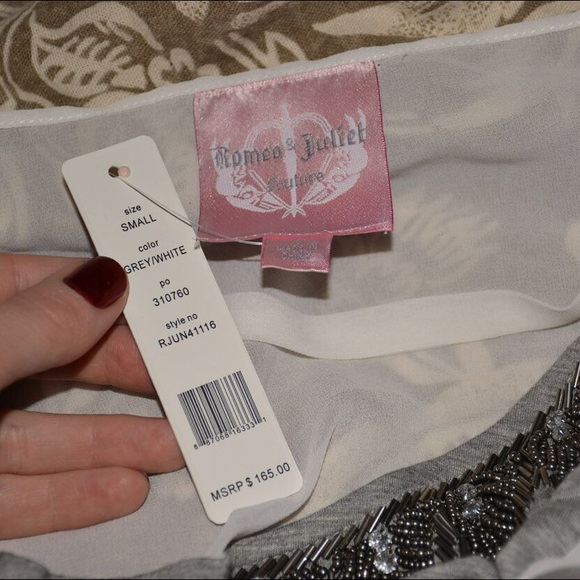 Romeo & Juliet
Couture
size
SMALL
color
GREY/WHITE
po
310760
style no
RJUN41116
MSRP $ 165.00